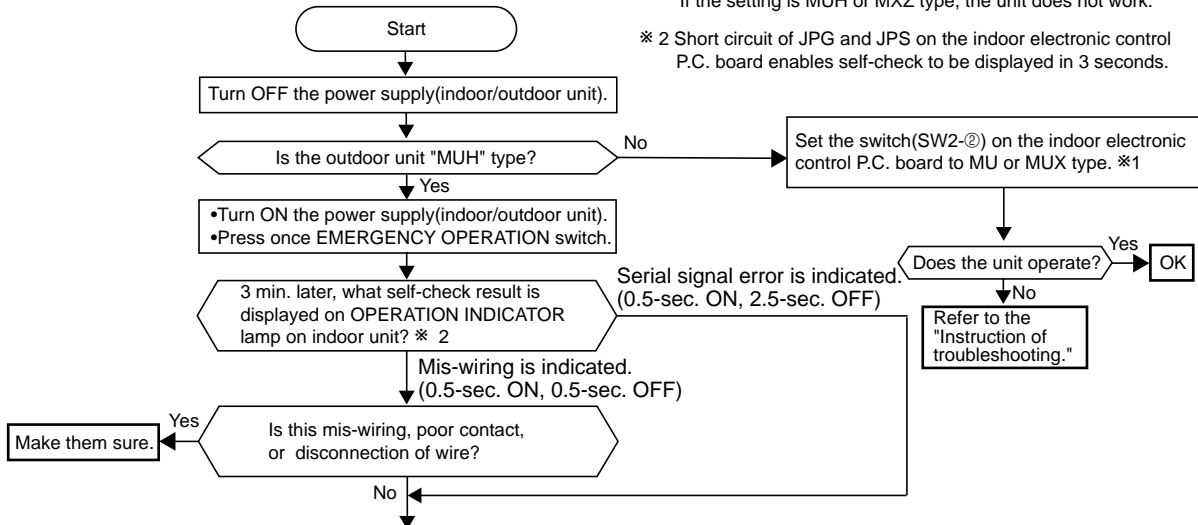 If the setting is MUH or MXZ type, the unit does not work.
※ 2 Short circuit of JPG and JPS on the indoor electronic control
P.C. board enables self-check to be displayed in 3 seconds.
Start
Turn OFF the power supply(indoor/outdoor unit).
Is the outdoor unit "MUH" type?
No
Set the switch(SW2-②) on the indoor electronic
control P.C. board to MU or MUX type. ※1
Yes
•Turn ON the power supply(indoor/outdoor unit).
•Press once EMERGENCY OPERATION switch.
Does the unit operate?
Yes
OK
No
Refer to the
"Instruction of
troubleshooting."
3 min. later, what self-check result is
displayed on OPERATION INDICATOR
lamp on indoor unit? ※ 2
Serial signal error is indicated.
(0.5-sec. ON, 2.5-sec. OFF)
Mis-wiring is indicated.
(0.5-sec. ON, 0.5-sec. OFF)
Is this mis-wiring, poor contact,
or disconnection of wire?
Yes
Make them sure.
No